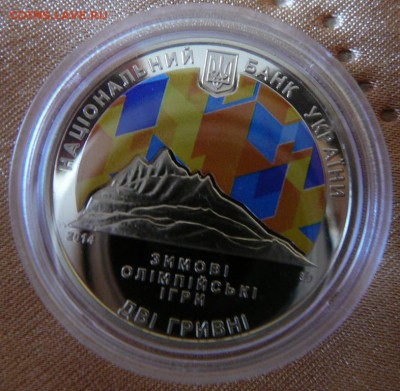 COINS.LAVE.RU
НАЦІОНАЛЬНИЙ БАНК УКРАЇНИ
2014
ЗИМОВІ
ОЛІМПІЙСЬКІ
ІГРИ
ДВІ ГРИВНІ